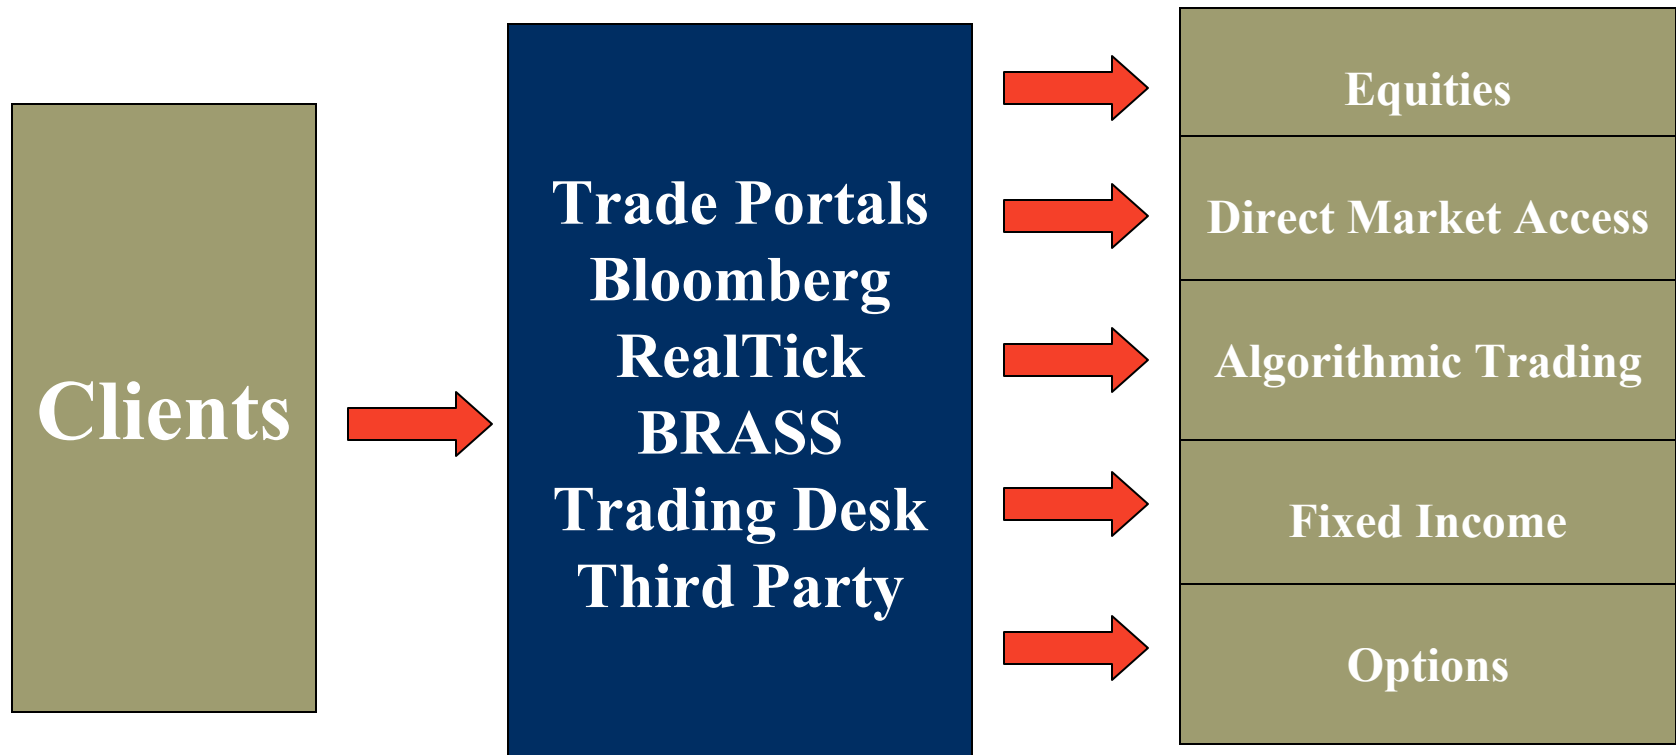 Clients
Trade Portals
Bloomberg
RealTick
BRASS
Trading Desk
Third Party
Equities
Direct Market Access
Algorithmic Trading
Fixed Income
Options